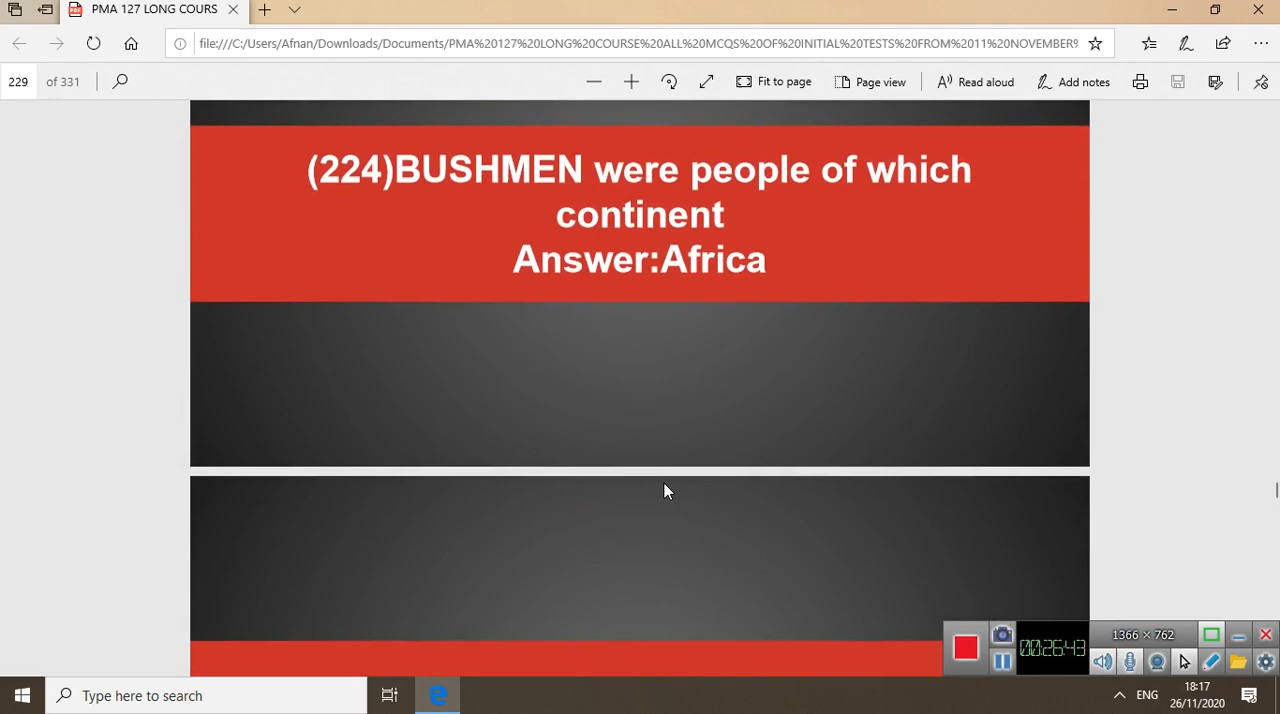 PMA 127 LONG COURS
file:///C:/Users/Afnan/Downloads/Documents/PMA%20127%20LONG%20COURSE%20ALL%20MCQS%20OF%20INITIAL%20TESTS%20FROM%2011%20NOVEMBER%
229 of 331
Fit to page
Page view
Read aloud
Add notes
(224)BUSHMEN were people of which
continent
Answer:Africa
1366 × 762
00:26:43
Type here to search
ENG
18:17
26/11/2020